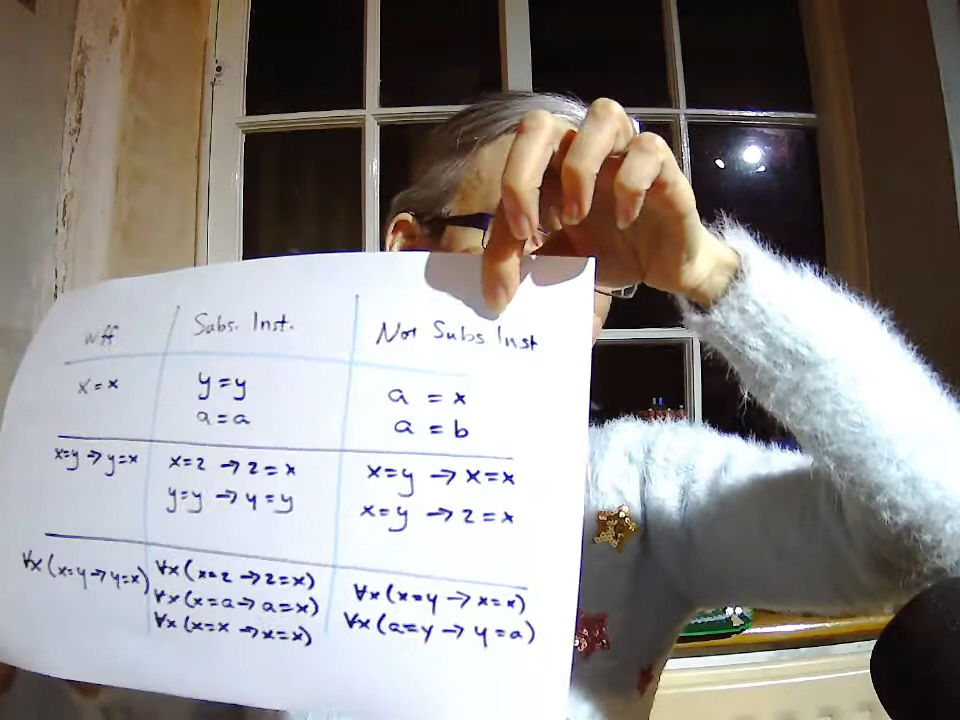 Wff Subs. Inst. Not Subs Inst
x = x y = y a = x
a = a a = b
x=y → y=x x=z → z=x x=y → x=x
y=y → y=y x=y → z=x
∀x(x=y→y=x) ∀x(x=z →z=x) ∀x(x=y → x=x)
∀x(x=a→ a=x) ∀x(a=y → y=a)
∀x(x=x →x=x)